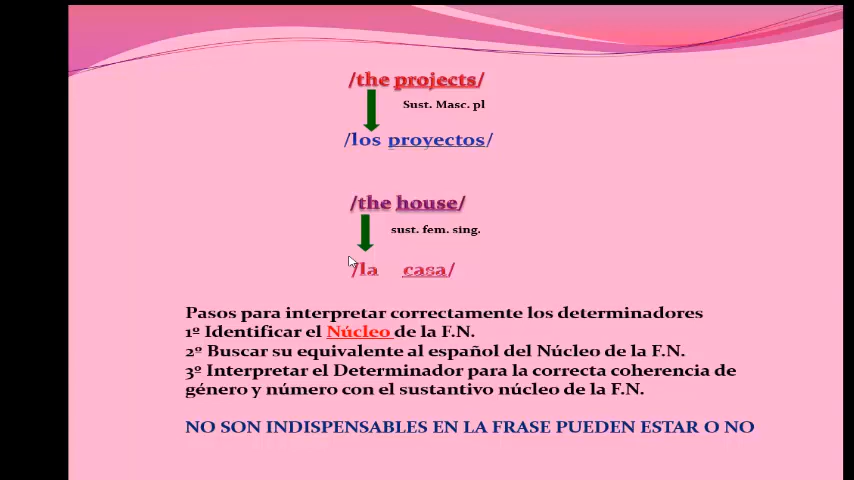 /the projects/
Sust. Masc. pl
/los proyectos/
/the house/
sust. fem. sing.
/la casa/
Pasos para interpretar correctamente los determinadores
1º Identificar el Núcleo de la F.N.
2º Buscar su equivalente al español del Núcleo de la F.N.
3º Interpretar el Determinador para la correcta coherencia de
género y número con el sustantivo núcleo de la F.N.
NO SON INDISPENSABLES EN LA FRASE PUEDEN ESTAR O NO